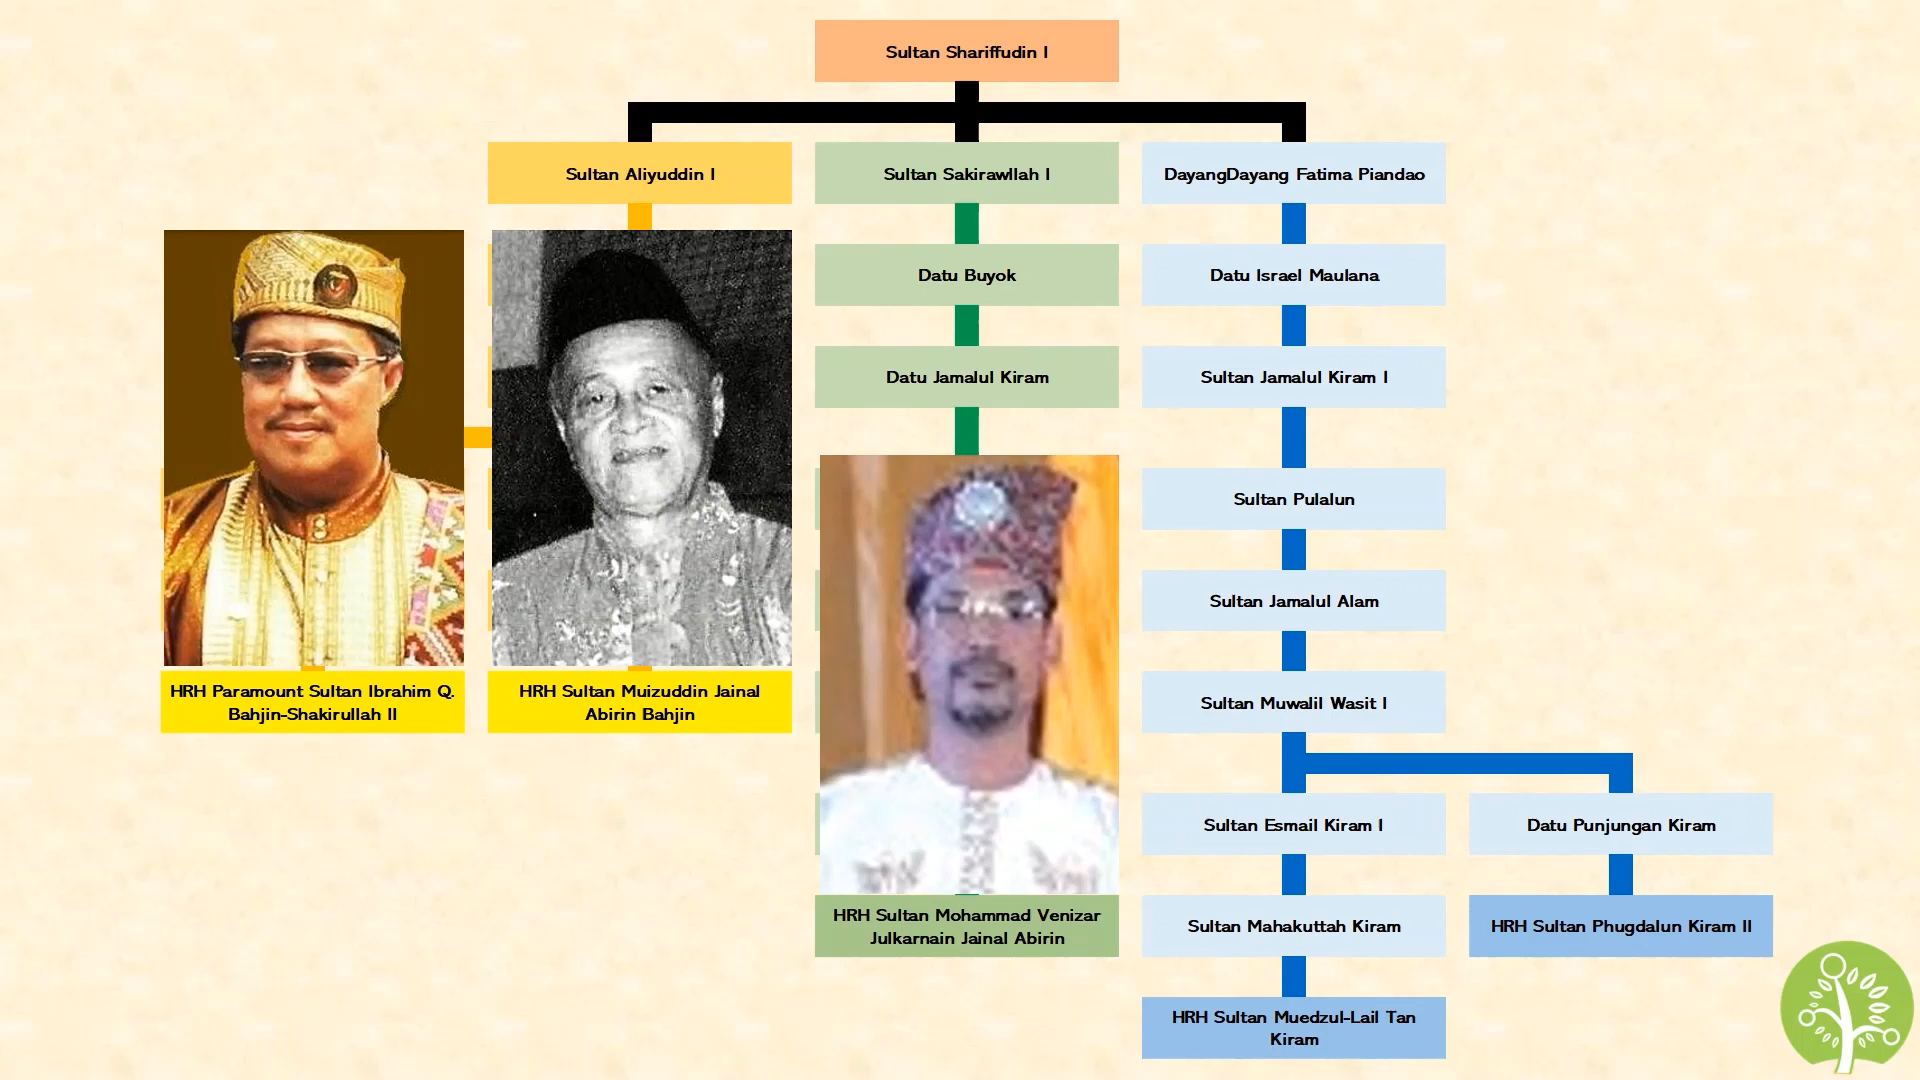 Sultan Shariffudin I
Sultan Aliyuddin I
Sultan Sakirawllah I
DayangDayang Fatima Piandao
Datu Buyok
Datu Israel Maulana
Datu Jamalul Kiram
Sultan Jamalul Kiram I
Sultan Pulalun
Sultan Jamalul Alam
HRH Paramount Sultan Ibrahim Q.
Bahjin-Shakirullah II
HRH Sultan Muizuddin Jainal
Abirin Bahjin
Sultan Muwalil Wasit I
Sultan Esmail Kiram I
Datu Punjungan Kiram
HRH Sultan Mohammad Venizar
Julkarnain Jainal Abirin
Sultan Mahakuttah Kiram
HRH Sultan Phugdalun Kiram II
HRH Sultan Muedzul-Lail Tan
Kiram